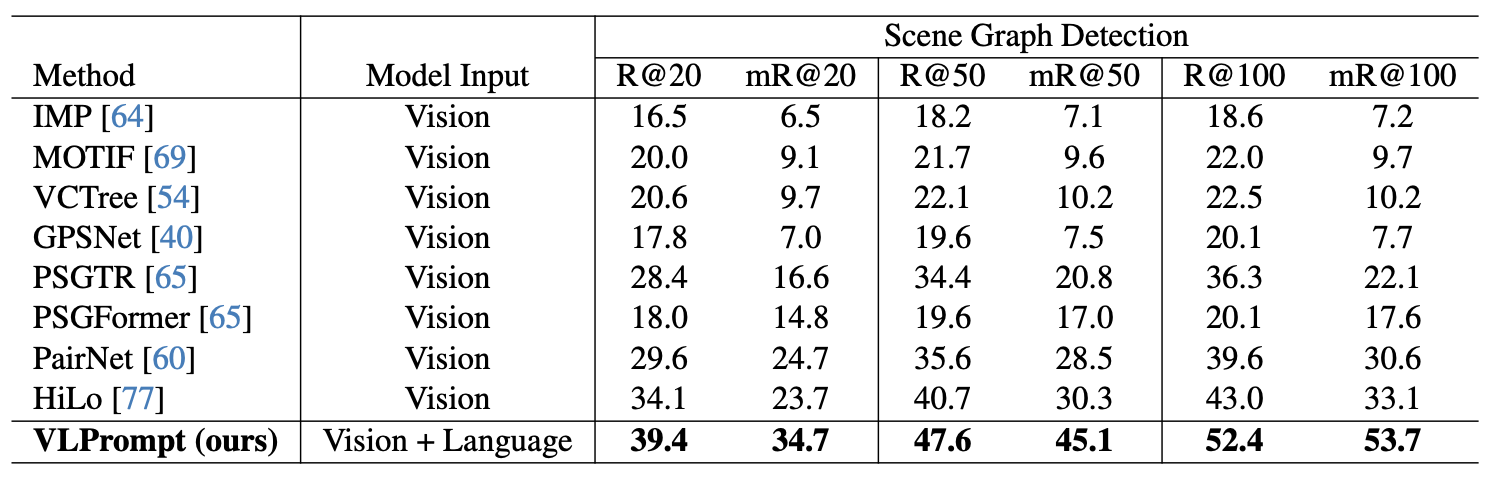 Scene Graph Detection
Method Model Input R@20 mR@20 R@50 mR@50 R@100 mR@100
IMP [64] Vision 16.5 6.5 18.2 7.1 18.6 7.2
MOTIF [69] Vision 20.0 9.1 21.7 9.6 22.0 9.7
VCTree [54] Vision 20.6 9.7 22.1 10.2 22.5 10.2
GPSNet [40] Vision 17.8 7.0 19.6 7.5 20.1 7.7
PSGTR [65] Vision 28.4 16.6 34.4 20.8 36.3 22.1
PSGFormer [65] Vision 18.0 14.8 19.6 17.0 20.1 17.6
PairNet [60] Vision 29.6 24.7 35.6 28.5 39.6 30.6
HiLo [77] Vision 34.1 23.7 40.7 30.3 43.0 33.1
VLPrompt (ours) Vision + Language 39.4 34.7 47.6 45.1 52.4 53.7